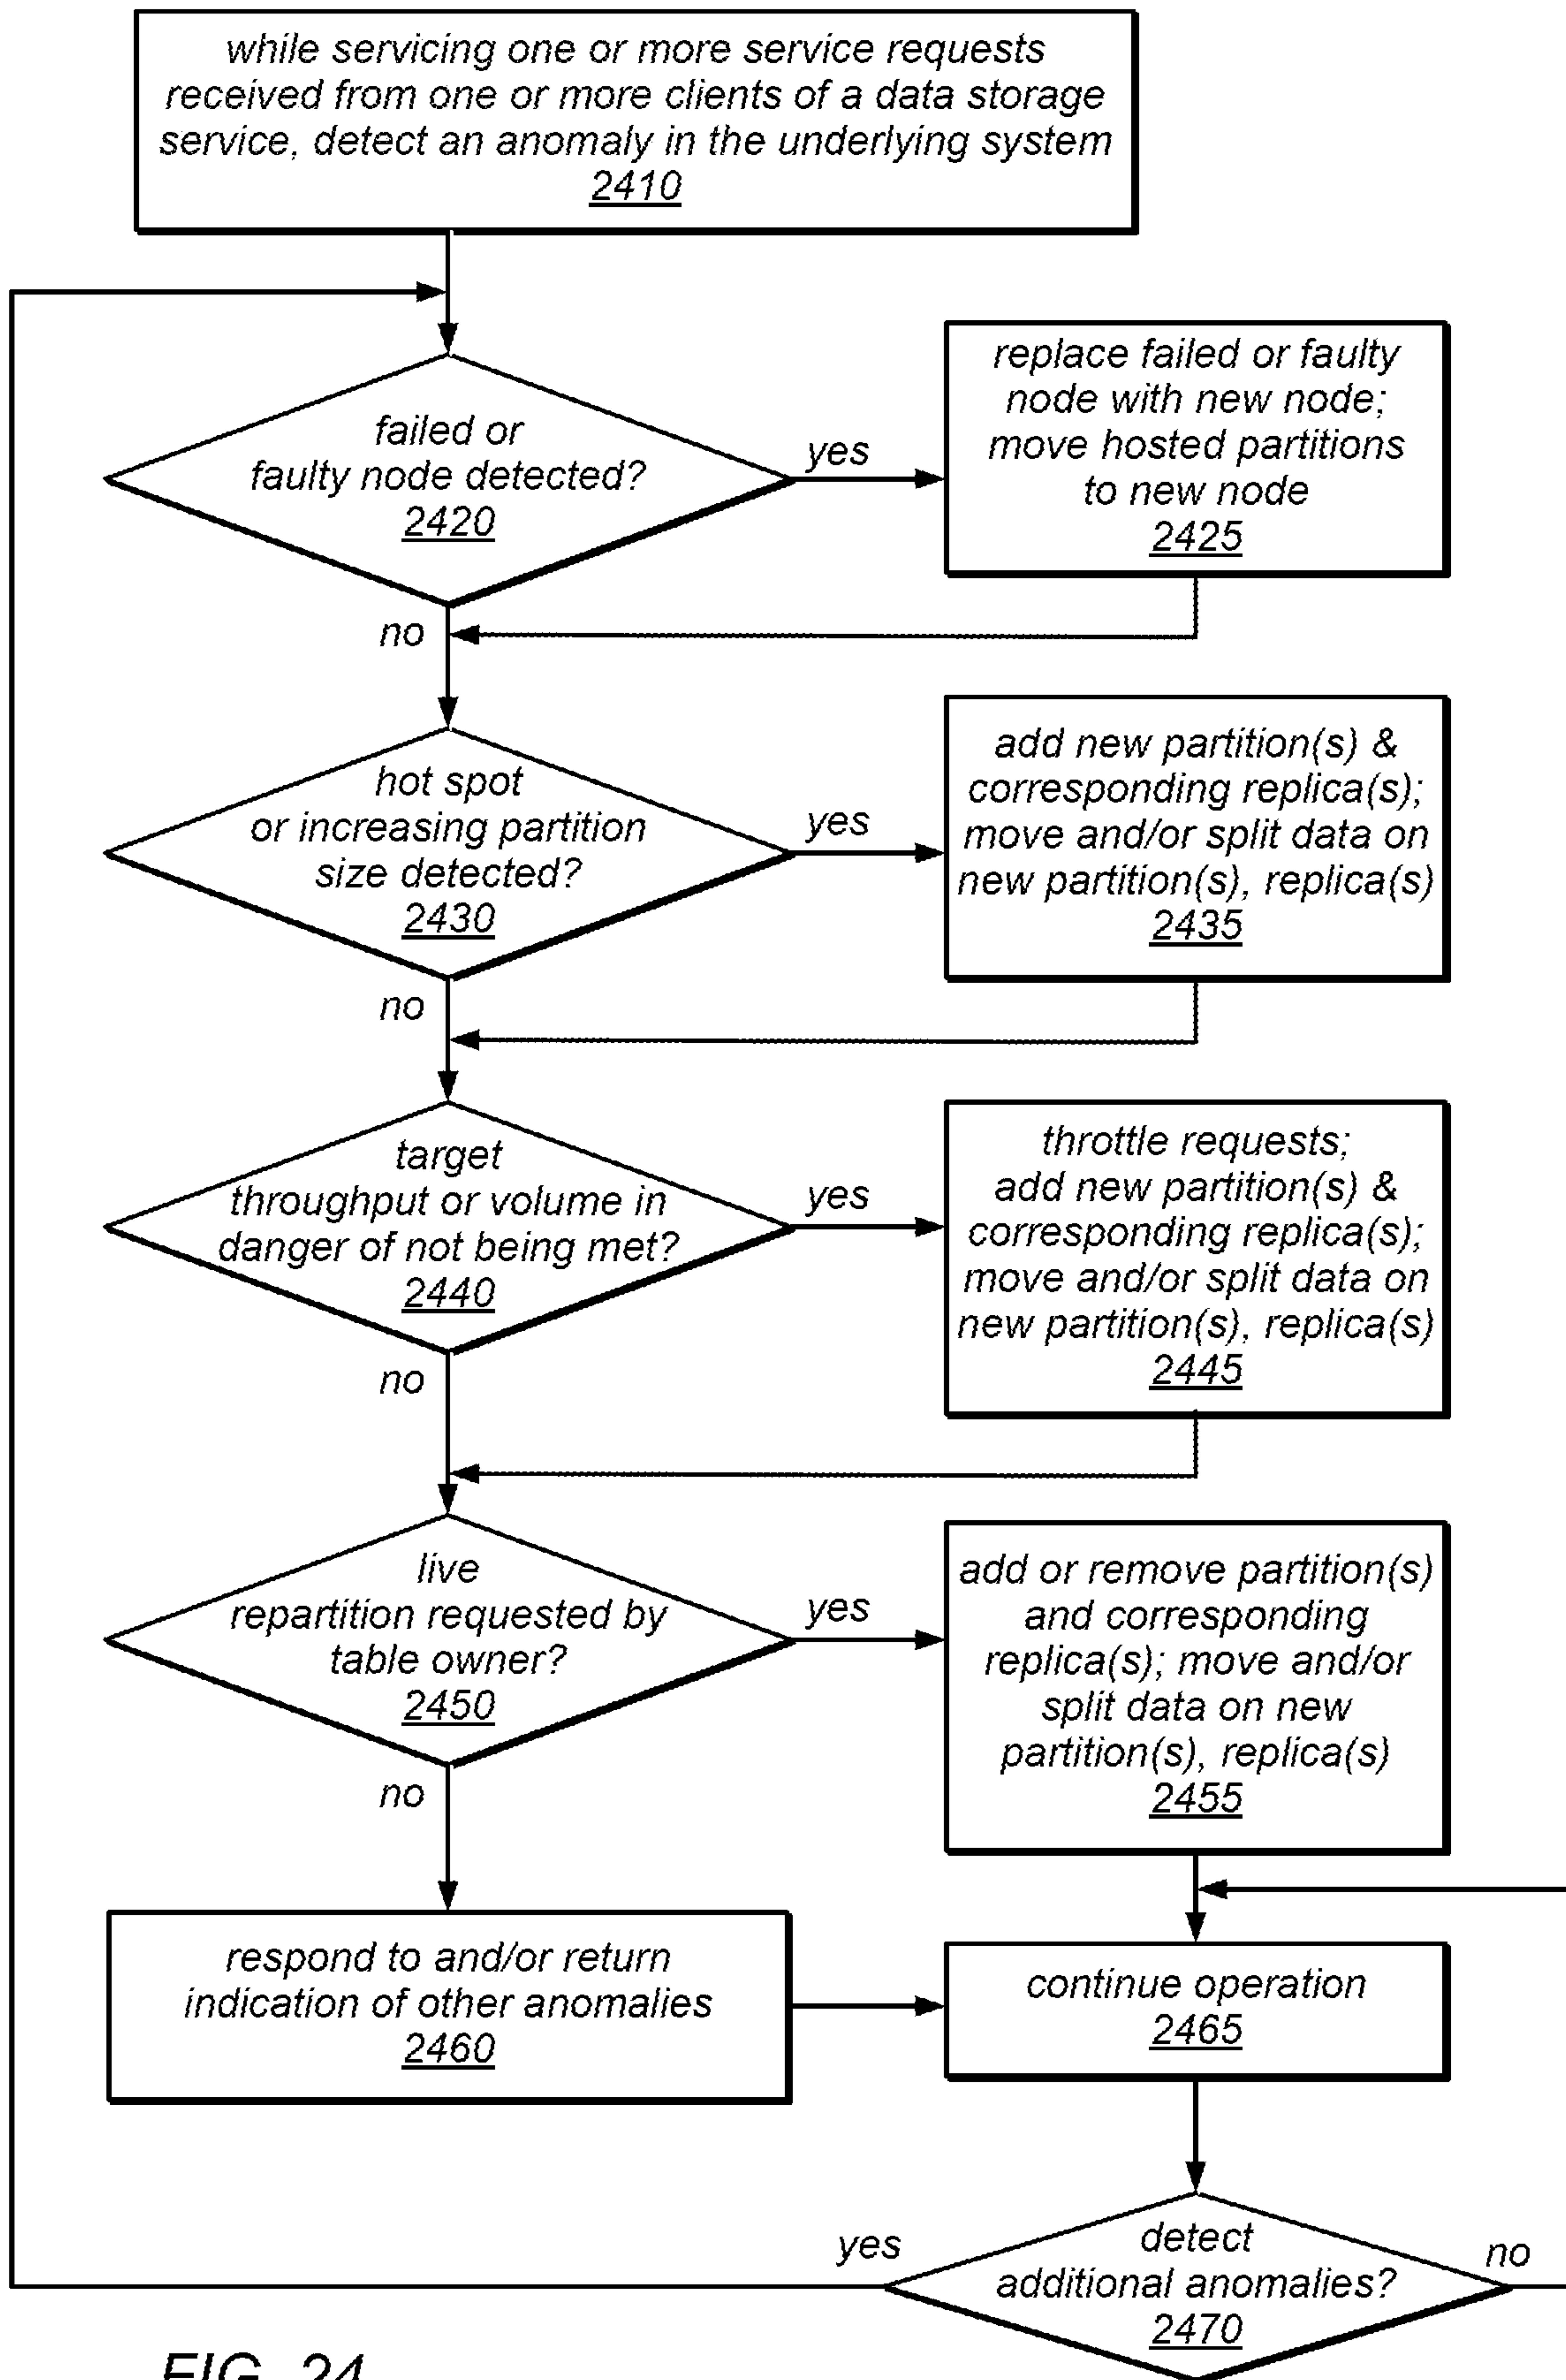 while servicing one or more service requests
received from one or more clients of a data storage
service, detect an anomaly in the underlying system
2410
failed or
faulty node detected?
2420
yes
replace failed or faulty
node with new node;
move hosted partitions
to new node
2425
no
hot spot
or increasing partition
size detected?
2430
yes
add new partition(s) &
corresponding replica(s);
move and/or split data on
new partition(s), replica(s)
2435
no
target
throughput or volume in
danger of not being met?
2440
yes
throttle requests;
add new partition(s) &
corresponding replica(s);
move and/or split data on
new partition(s), replica(s)
2445
no
live
repartition requested by
table owner?
2450
yes
add or remove partition(s)
and corresponding
replica(s); move and/or
split data on new
partition(s), replica(s)
2455
no
respond to and/or return
indication of other anomalies
2460
continue operation
2465
yes
detect
additional anomalies?
2470
no
FIG. 24